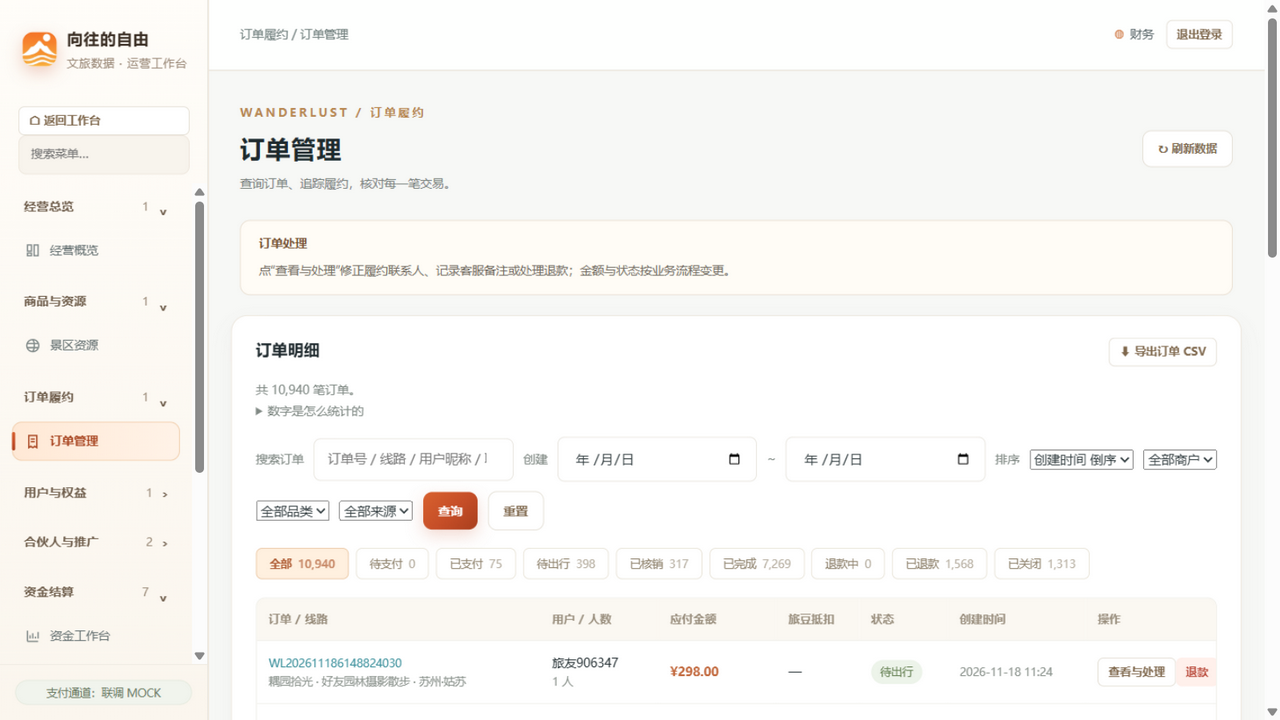 向往的自由
文旅数据 · 运营工作台
返回工作台
搜索菜单...
经营总览 1
经营概览
商品与资源 1
景区资源
订单履约 1
订单管理
用户与权益 1
合伙人与推广 2
资金结算 7
资金工作台
支付通道：联调 MOCK
订单履约 / 订单管理
财务 退出登录
WANDERLUST / 订单履约
订单管理
查询订单、追踪履约，核对每一笔交易。
↻ 刷新数据
订单处理
点"查看与处理"修正履约联系人、记录客服备注或处理退款；金额与状态按业务流程变更。
订单明细
⬇ 导出订单 CSV
共 10,940 笔订单。
▶ 数字是怎么统计的
搜索订单 订单号 / 线路 / 用户昵称 / 创建 年 /月/日 ~ 年 /月/日 排序 创建时间 倒序 全部商户
全部品类 全部来源 查询 重置
全部 10,940 待支付 0 已支付 75 待出行 398 已核销 317 已完成 7,269 退款中 0 已退款 1,568 已关闭 1,313
订单 / 线路 用户 / 人数 应付金额 旅豆抵扣 状态 创建时间 操作
WL202611186148824030 旅友906347 ¥298.00 — 待出行 2026-11-18 11:24 查看与处理 退款
耦园拾光 · 好友园林摄影散步 · 苏州·姑苏 1 人